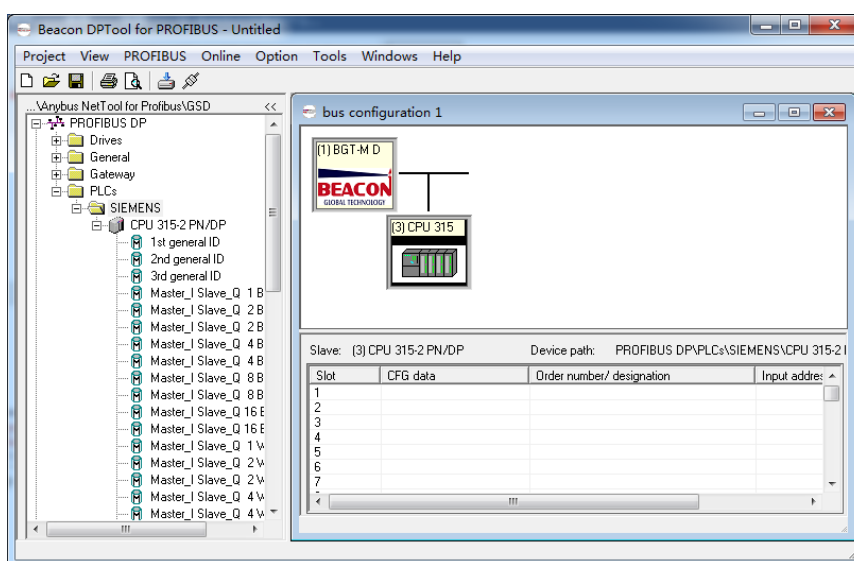 Beacon DPTool for PROFIBUS - Untitled
Project View PROFIBUS Online Option Tools Windows Help
...\Anybus NetTool for Profibus\GSD <<
PROFIBUS DP
Drives
General
Gateway
PLCs
SIEMENS
CPU 315-2 PN/DP
1st general ID
2nd general ID
3rd general ID
Master_I Slave_Q 1 B
Master_I Slave_Q 2 B
Master_I Slave_Q 2 B
Master_I Slave_Q 4 B
Master_I Slave_Q 4 B
Master_I Slave_Q 8 B
Master_I Slave_Q 8 B
Master_I Slave_Q 16 
Master_I Slave_Q 16 
Master_I Slave_Q 1
Master_I Slave_Q 2
Master_I Slave_Q 2
Master_I Slave_Q 4
Master_I Slave_Q 4
bus configuration 1
(1) BGT-M D
BEACON
GLOBAL TECHNOLOGY
(3) CPU 315
Slave: (3) CPU 315-2 PN/DP Device path: PROFIBUS DP\PLCs\SIEMENS\CPU 315-2
Slot CFG data Order number/ designation Input addres
1
2
3
4
5
6
7